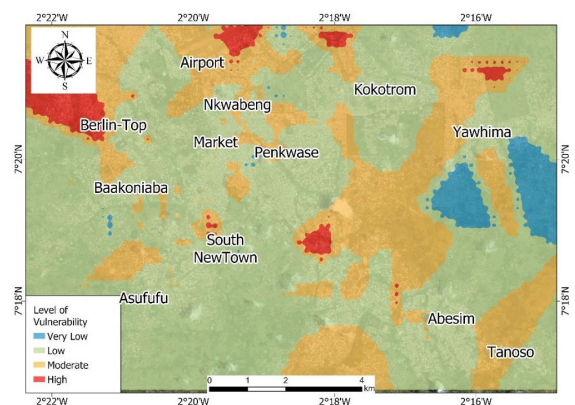 2°22'W 2°20'W 2°18'W 2°16'W
N
W E
S
Airport
Kokotrom
Nkwabeng
Berlin-Top
Yawhima
Market
Penkwase
7°20'N 7°20'N
Baakoniaba
South
NewTown
7°18'N 7°18'N
Asufufu
Abesim
Tanoso
Level of
Vulnerability
Very Low
Low
Moderate
High
0 1 2 4
km
2°22'W 2°20'W 2°18'W 2°16'W